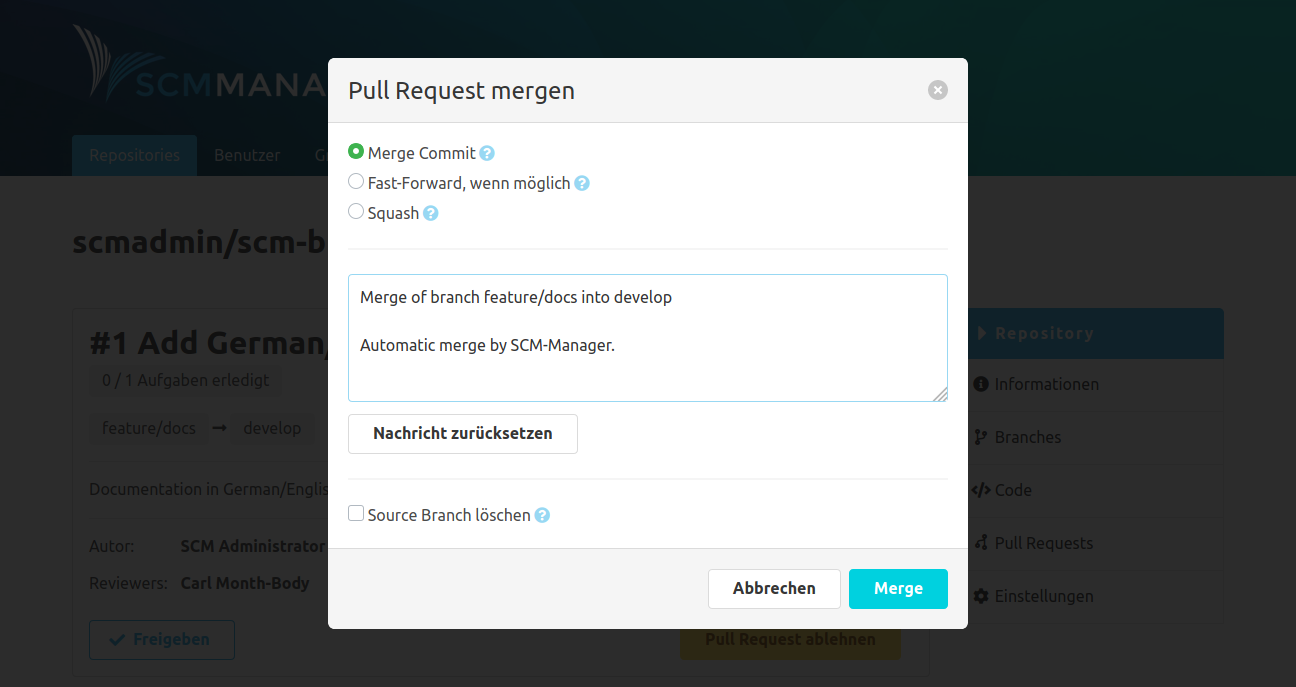 SCMMANA
Repositories
Benutzer
scmadmin/scm-b
#1 Add German/
0 / 1 Aufgaben erledigt
feature/docs → develop
Documentation in German/Englis
Autor: SCM Administrator
Reviewers: Carl Month-Body
Freigeben
Pull Request ablehnen
Pull Request mergen
Merge Commit
Fast-Forward, wenn möglich
Squash
Merge of branch feature/docs into develop
Automatic merge by SCM-Manager.
Nachricht zurücksetzen
Source Branch löschen
Abbrechen
Merge
Repository
Informationen
Branches
Code
Pull Requests
Einstellungen